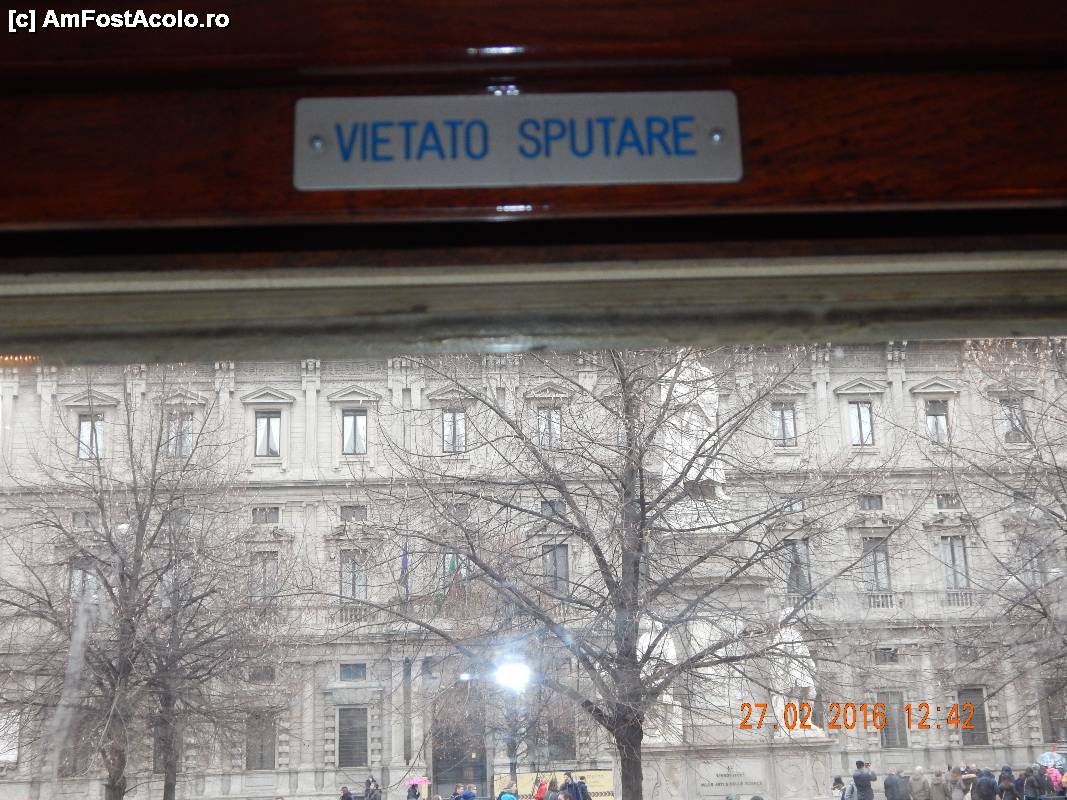 [c] AmFostAcolo.ro
VIETATO SPUTARE
27.02 2016 12:42